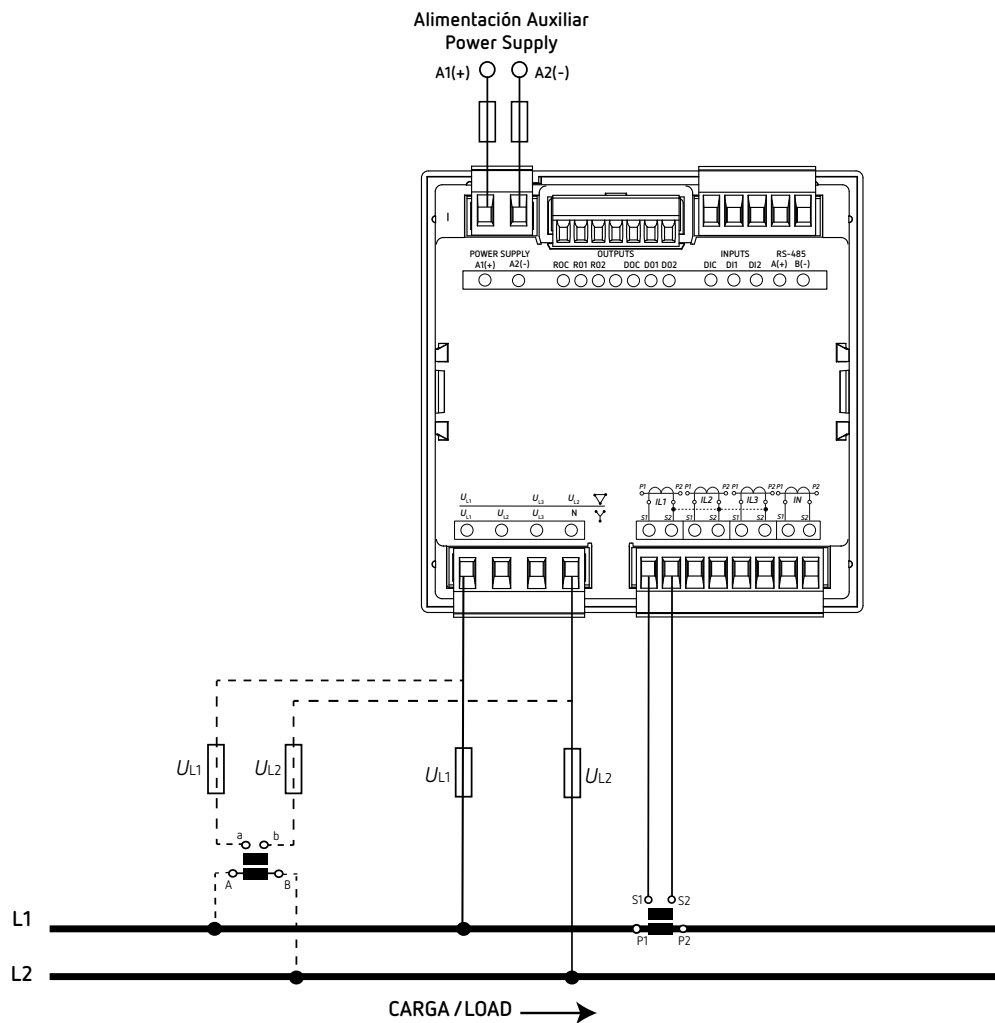 Alimentación Auxiliar
Power Supply
A1(+) A2(-)
POWER SUPPLY OUTPUTS INPUTS RS-485
A1(+) A2(-) ROC RO1 RO2 DOC DO1 DO2 DIC DI1 DI2 A(+) B(-)
P1 P2 P1 P2 P1 P2 P1 P2
IL1 IL2 IL3 IN
UL1 UL3 UL2
UL1 UL2 UL3 N
S1 S2 S1 S2 S1 S2 S1 S2
UL1 UL2 UL1 UL2
a b
A B
S1 S2
L1
P1 P2
L2
CARGA / LOAD